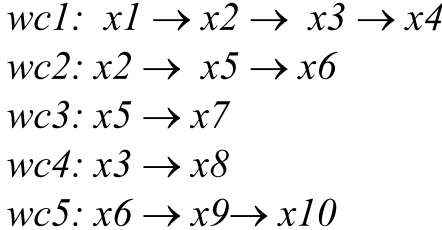 wc1: x1 → x2 → x3 → x4
wc2: x2 → x5 → x6
wc3: x5 → x7
wc4: x3 → x8
wc5: x6 → x9→ x10